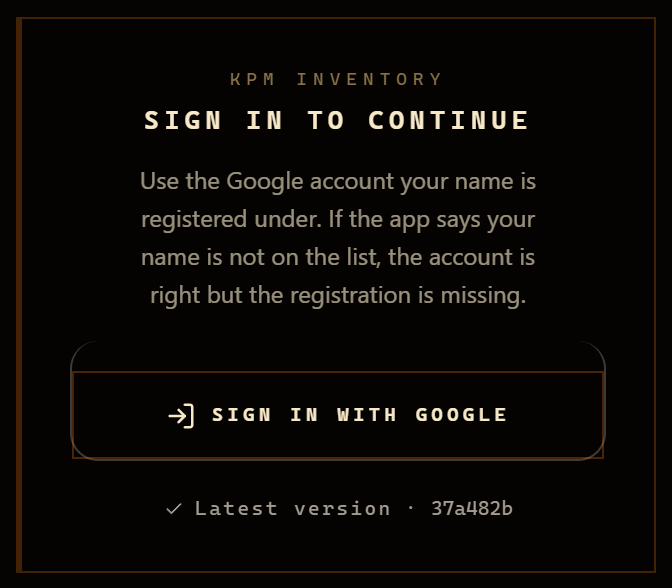 KPM INVENTORY
SIGN IN TO CONTINUE
Use the Google account your name is
registered under. If the app says your
name is not on the list, the account is
right but the registration is missing.
SIGN IN WITH GOOGLE
✓ Latest version · 37a482b